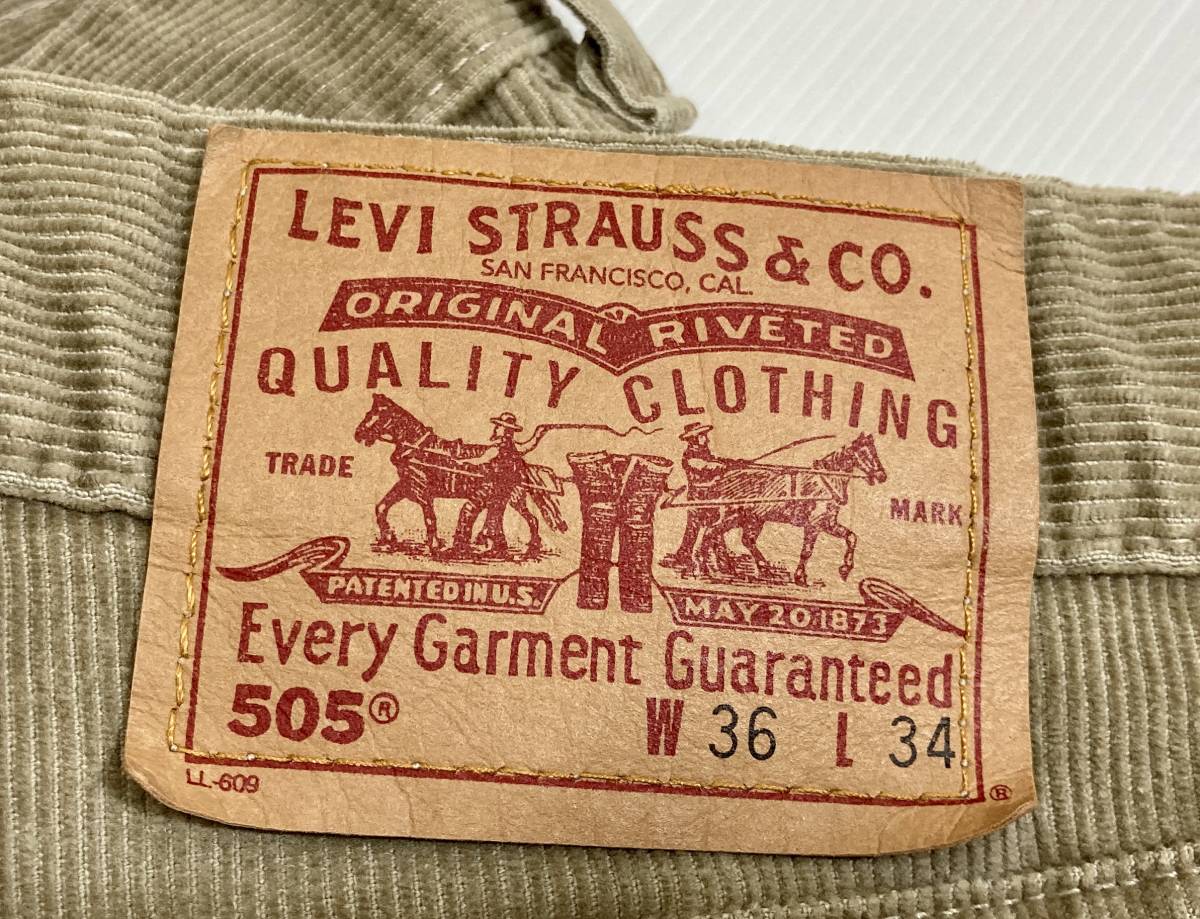 LEVI STRAUSS & CO.
SAN FRANCISCO, CAL.
ORIGINAL RIVETED
QUALITY CLOTHING
TRADE MARK
PATENTED IN U.S. MAY 20 1873
Every Garment Guaranteed
505® W 36 L 34
LL-609 ®